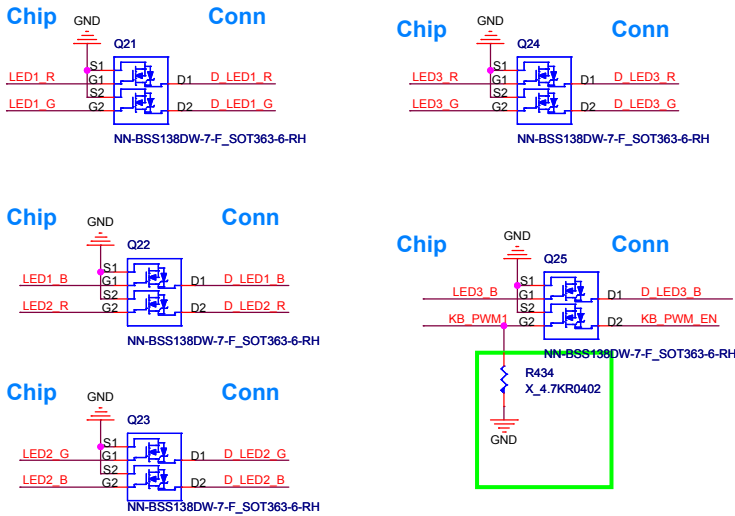 Chip
GND
Conn
Q21
S1
LED1_R
G1
D1
D_LED1_R
S2
LED1_G
G2
D2
D_LED1_G
NN-BSS138DW-7-F_SOT363-6-RH
Chip
GND
Conn
Q24
S1
LED3_R
G1
D1
D_LED3_R
S2
LED3_G
G2
D2
D_LED3_G
NN-BSS138DW-7-F_SOT363-6-RH
Chip
GND
Conn
Q22
S1
LED1_B
G1
D1
D_LED1_B
S2
LED2_R
G2
D2
D_LED2_R
NN-BSS138DW-7-F_SOT363-6-RH
Chip
GND
Conn
Q25
S1
LED3_B
G1
D1
D_LED3_B
S2
KB_PWM1
G2
D2
KB_PWM_EN
NN-BSS138DW-7-F_SOT363-6-RH
R434
X_4.7KR0402
GND
Chip
GND
Conn
Q23
S1
LED2_G
G1
D1
D_LED2_G
S2
LED2_B
G2
D2
D_LED2_B
NN-BSS138DW-7-F_SOT363-6-RH